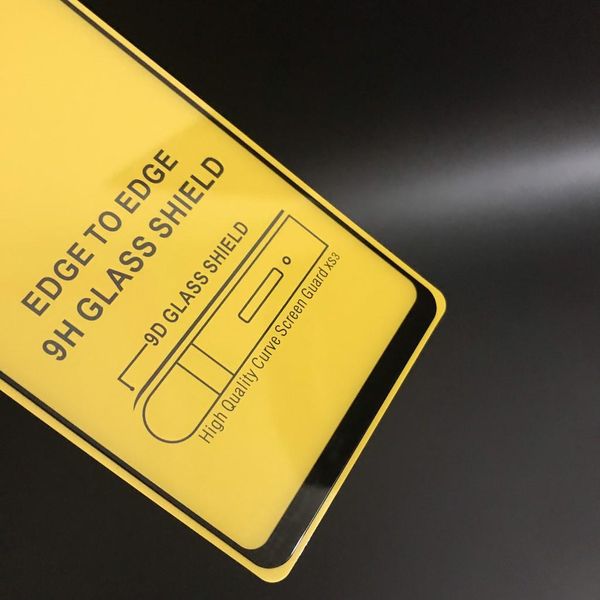 EDGE TO EDGE
9H GLASS SHIELD
9D GLASS SHIELD
High Quality Curve Screen Guard XS3